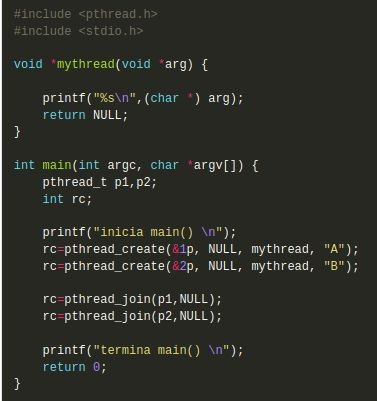 #include <pthread.h>
#include <stdio.h>
void *mythread(void *arg) {
printf("%s\n",(char *) arg);
return NULL;
}
int main(int argc, char *argv[]) {
pthread_t p1,p2;
int rc;
printf("inicia main() \n");
rc=pthread_create(&1p, NULL, mythread, "A");
rc=pthread_create(&2p, NULL, mythread, "B");
rc=pthread_join(p1,NULL);
rc=pthread_join(p2,NULL);
printf("termina main() \n");
return 0;
}